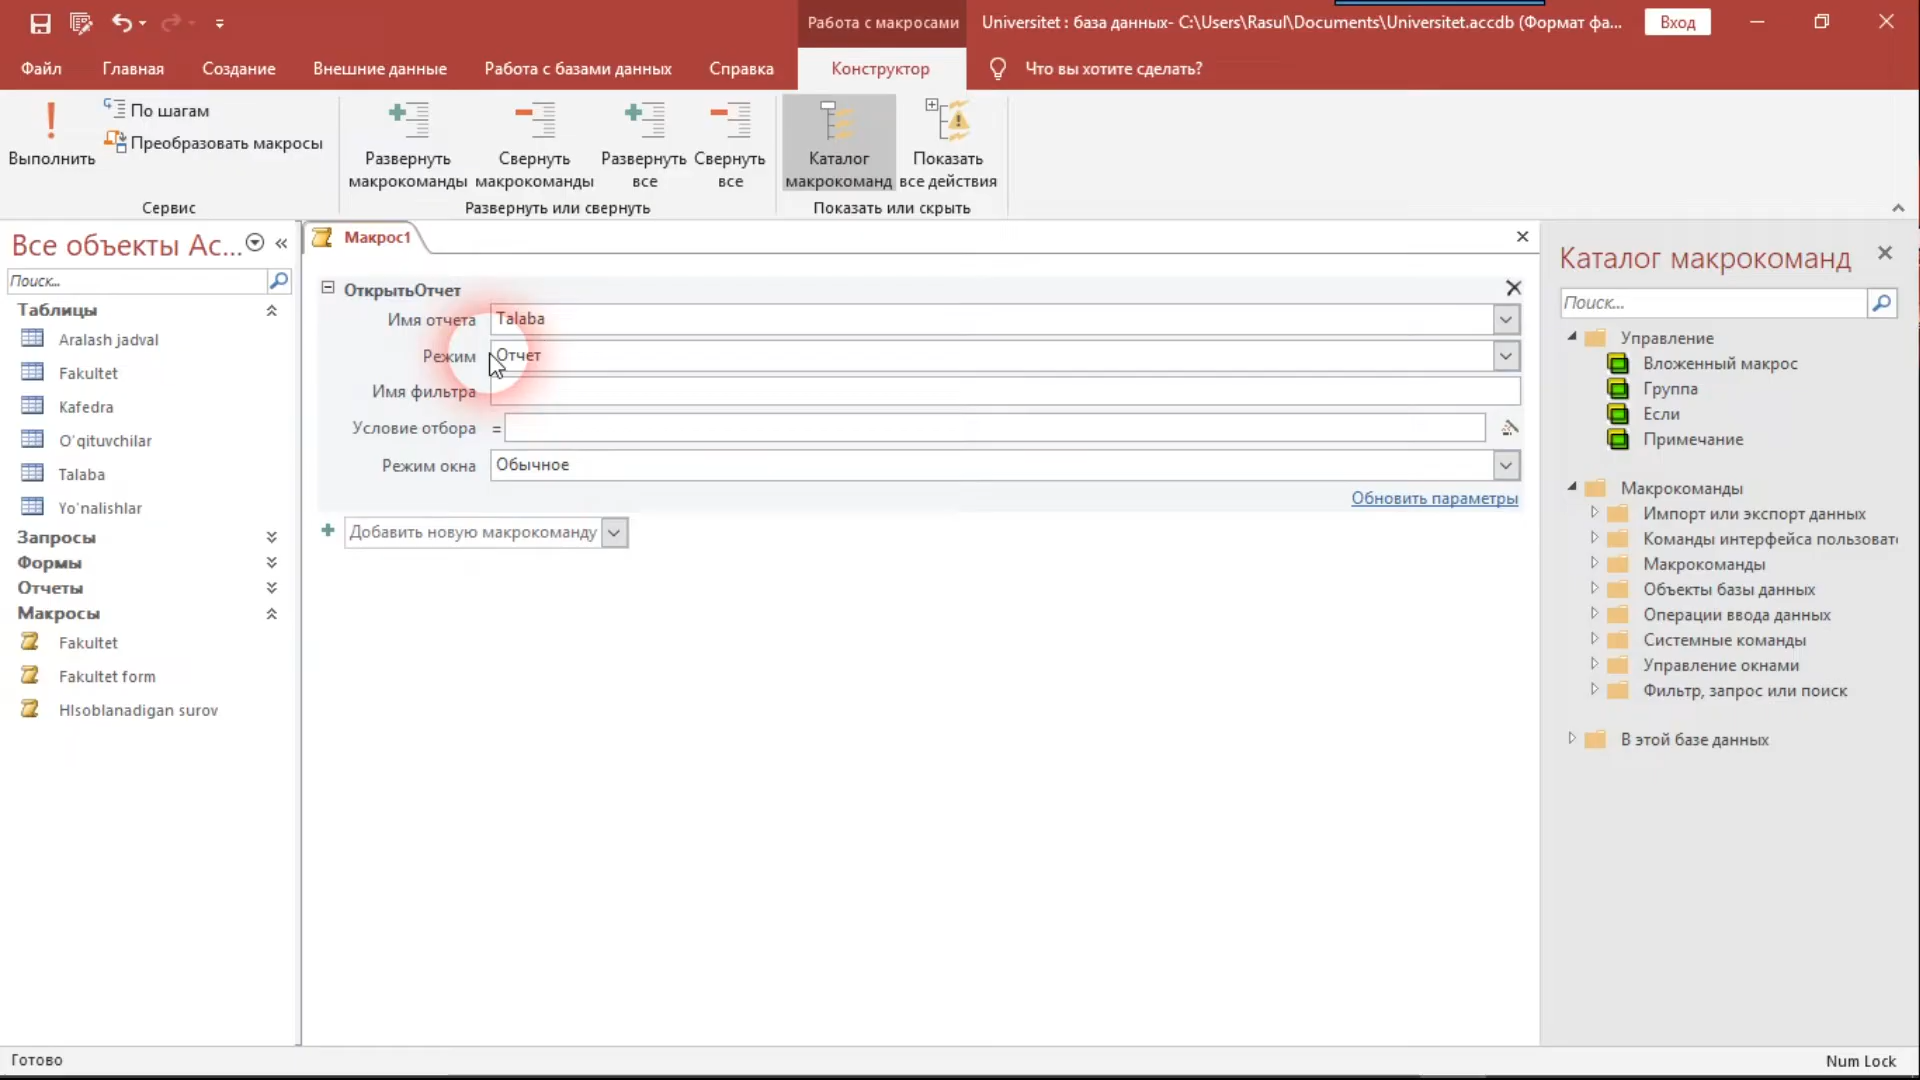 Работа с макросами
Universitet : база данных- C:\Users\Rasul\Documents\Universitet.accdb (Формат фа...
Вход
Файл
Главная
Создание
Внешние данные
Работа с базами данных
Справка
Конструктор
Что вы хотите сделать?
Выполнить
По шагам
Преобразовать макросы
Развернуть макрокоманды
Свернуть макрокоманды
Развернуть все
Свернуть все
Каталог макрокоманд
Показать все действия
Сервис
Развернуть или свернуть
Показать или скрыть
Все объекты Ac...
Поиск...
Таблицы
Aralash jadval
Fakultet
Kafedra
O'qituvchilar
Talaba
Yo'nalishlar
Запросы
Формы
Отчеты
Макросы
Fakultet
Fakultet form
HIsoblanadigan surov
Макрос1
ОткрытьОтчет
Имя отчета Talaba
Режим Отчет
Имя фильтра
Условие отбора =
Режим окна Обычное
Обновить параметры
Добавить новую макрокоманду
Каталог макрокоманд
Поиск...
Управление
Вложенный макрос
Группа
Если
Примечание
Макрокоманды
Импорт или экспорт данных
Команды интерфейса пользовате
Макрокоманды
Объекты базы данных
Операции ввода данных
Системные команды
Управление окнами
Фильтр, запрос или поиск
В этой базе данных
Готово
Num Lock